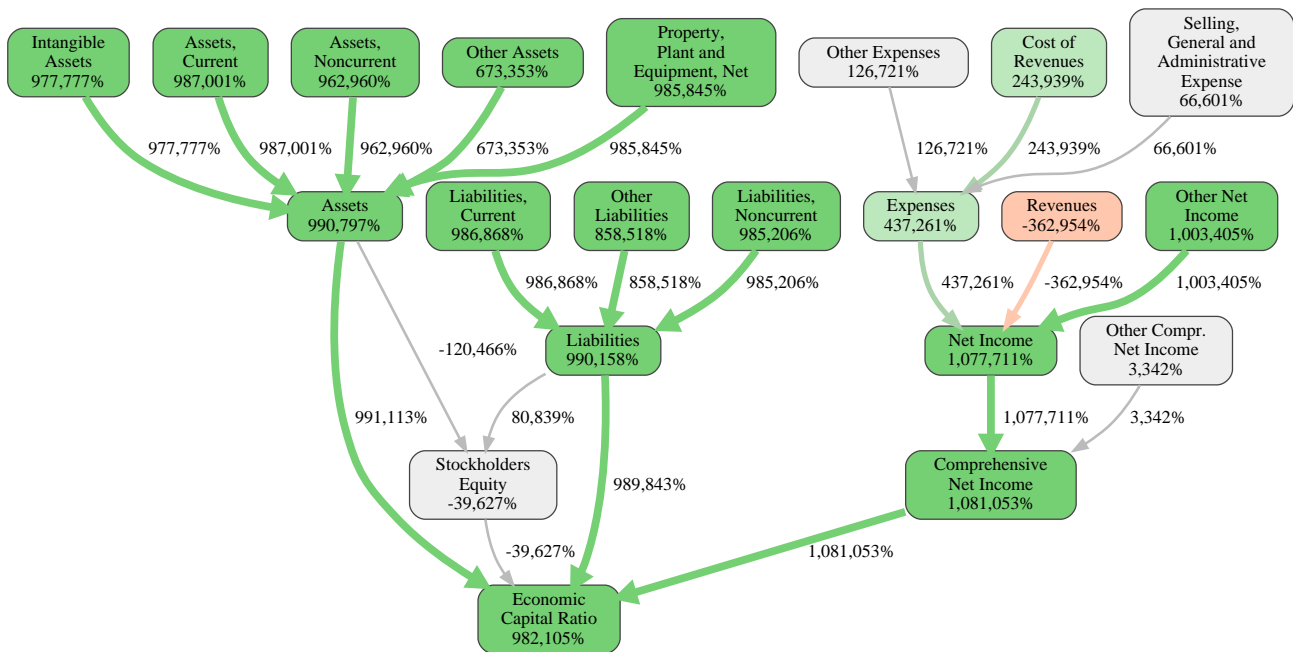 Intangible
Assets
977,777%
Assets,
Current
987,001%
Assets,
Noncurrent
962,960%
Other Assets
673,353%
Property,
Plant and
Equipment, Net
985,845%
Other Expenses
126,721%
Cost of
Revenues
243,939%
Selling,
General and
Administrative
Expense
66,601%
977,777%
987,001%
962,960%
673,353%
985,845%
126,721%
243,939%
66,601%
Assets
990,797%
Liabilities,
Current
986,868%
Other
Liabilities
858,518%
Liabilities,
Noncurrent
985,206%
Expenses
437,261%
Revenues
-362,954%
Other Net
Income
1,003,405%
986,868%
858,518%
985,206%
437,261%
-362,954%
1,003,405%
-120,466%
Liabilities
990,158%
Net Income
1,077,711%
Other Compr.
Net Income
3,342%
991,113%
80,839%
1,077,711%
3,342%
Stockholders
Equity
-39,627%
989,843%
Comprehensive
Net Income
1,081,053%
-39,627%
1,081,053%
Economic
Capital Ratio
982,105%